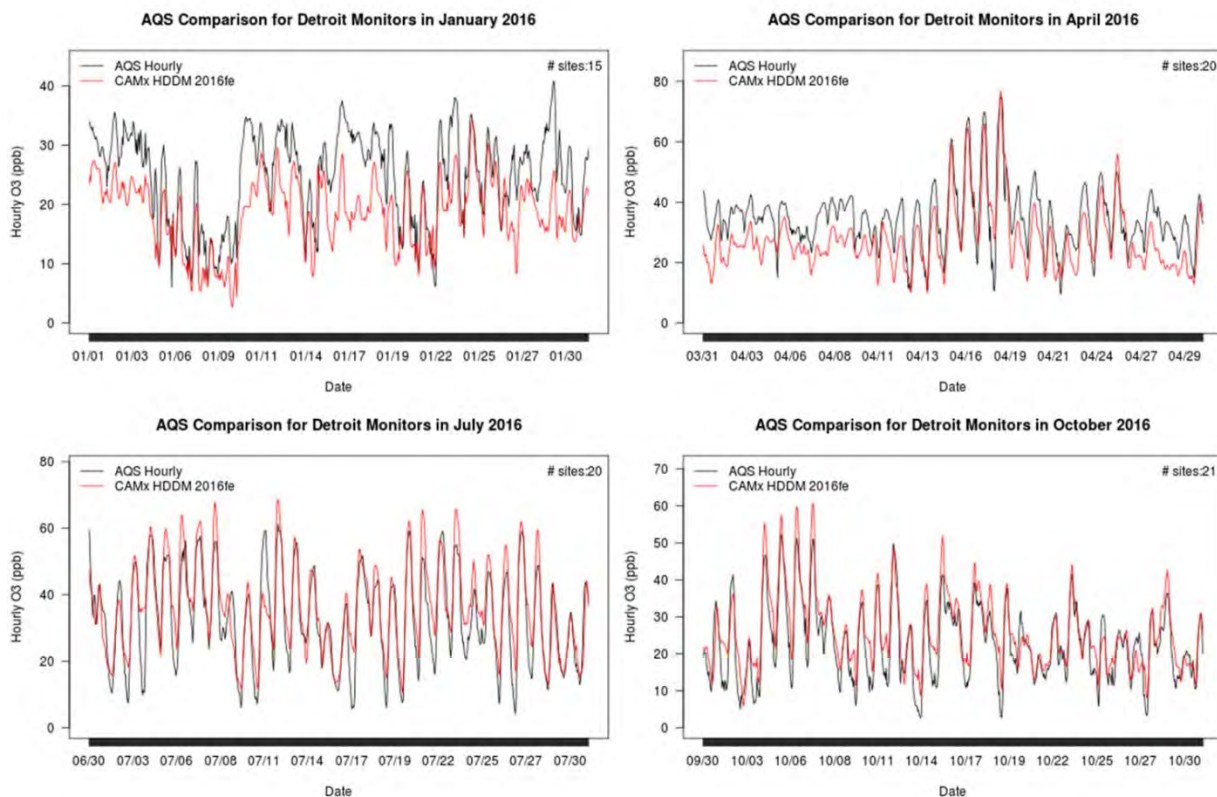 AQS Comparison for Detroit Monitors in January 2016
AQS Hourly
CAMx HDDM 2016fe
# sites:15
Hourly O3 (ppb)
40
30
20
10
0
01/01 01/03 01/06 01/09 01/11 01/14 01/17 01/19 01/22 01/25 01/27 01/30
Date
AQS Comparison for Detroit Monitors in April 2016
AQS Hourly
CAMx HDDM 2016fe
# sites:20
Hourly O3 (ppb)
80
60
40
20
0
03/31 04/03 04/06 04/08 04/11 04/13 04/16 04/19 04/21 04/24 04/27 04/29
Date
AQS Comparison for Detroit Monitors in July 2016
AQS Hourly
CAMx HDDM 2016fe
# sites:20
Hourly O3 (ppb)
80
60
40
20
0
06/30 07/03 07/06 07/08 07/11 07/14 07/17 07/19 07/22 07/25 07/27 07/30
Date
AQS Comparison for Detroit Monitors in October 2016
AQS Hourly
CAMx HDDM 2016fe
# sites:21
Hourly O3 (ppb)
70
60
50
40
30
20
10
0
09/30 10/03 10/06 10/09 10/11 10/14 10/17 10/19 10/22 10/25 10/27 10/30
Date